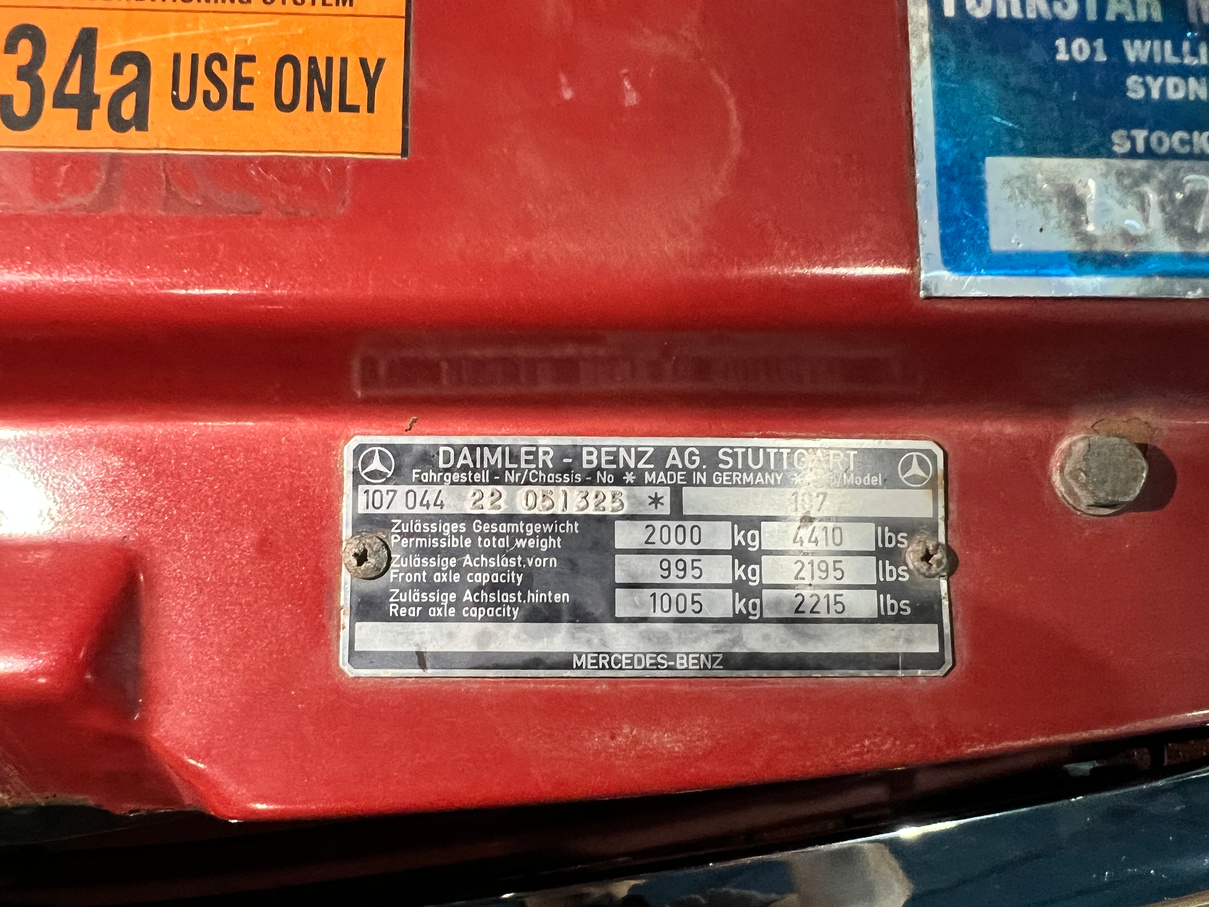 34a USE ONLY
YORKSTAR
101
STOCK
DAIMLER - BENZ AG. STUTTGART
Fahrgestell - Nr/Chassis - No * MADE IN GERMANY * /Model
107 044 22 051325 * 107
Zulässiges Gesamtgewicht
Permissible total weight 2000 kg 4410 lbs
Zulässige Achslast,vorn
Front axle capacity 995 kg 2195 lbs
Zulässige Achslast,hinten
Rear axle capacity 1005 kg 2215 lbs
MERCEDES-BENZ